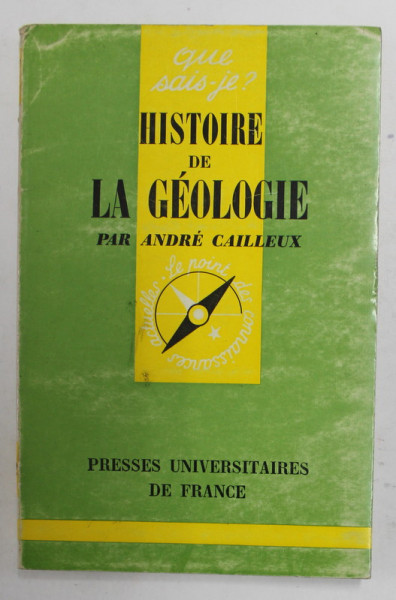 que
sais-je?
HISTOIRE
DE
LA GÉOLOGIE
PAR ANDRÉ CAILLEUX
Le point des connaissances actuelles
PRESSES UNIVERSITAIRES
DE FRANCE